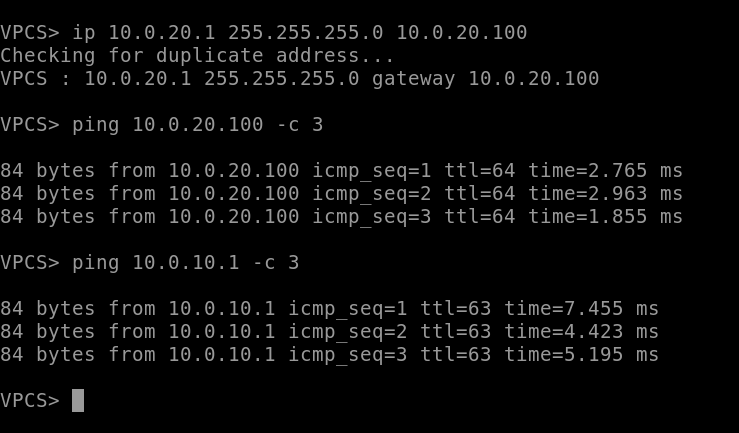 VPCS> ip 10.0.20.1 255.255.255.0 10.0.20.100
Checking for duplicate address...
VPCS : 10.0.20.1 255.255.255.0 gateway 10.0.20.100
VPCS> ping 10.0.20.100 -c 3
84 bytes from 10.0.20.100 icmp_seq=1 ttl=64 time=2.765 ms
84 bytes from 10.0.20.100 icmp_seq=2 ttl=64 time=2.963 ms
84 bytes from 10.0.20.100 icmp_seq=3 ttl=64 time=1.855 ms
VPCS> ping 10.0.10.1 -c 3
84 bytes from 10.0.10.1 icmp_seq=1 ttl=63 time=7.455 ms
84 bytes from 10.0.10.1 icmp_seq=2 ttl=63 time=4.423 ms
84 bytes from 10.0.10.1 icmp_seq=3 ttl=63 time=5.195 ms
VPCS>